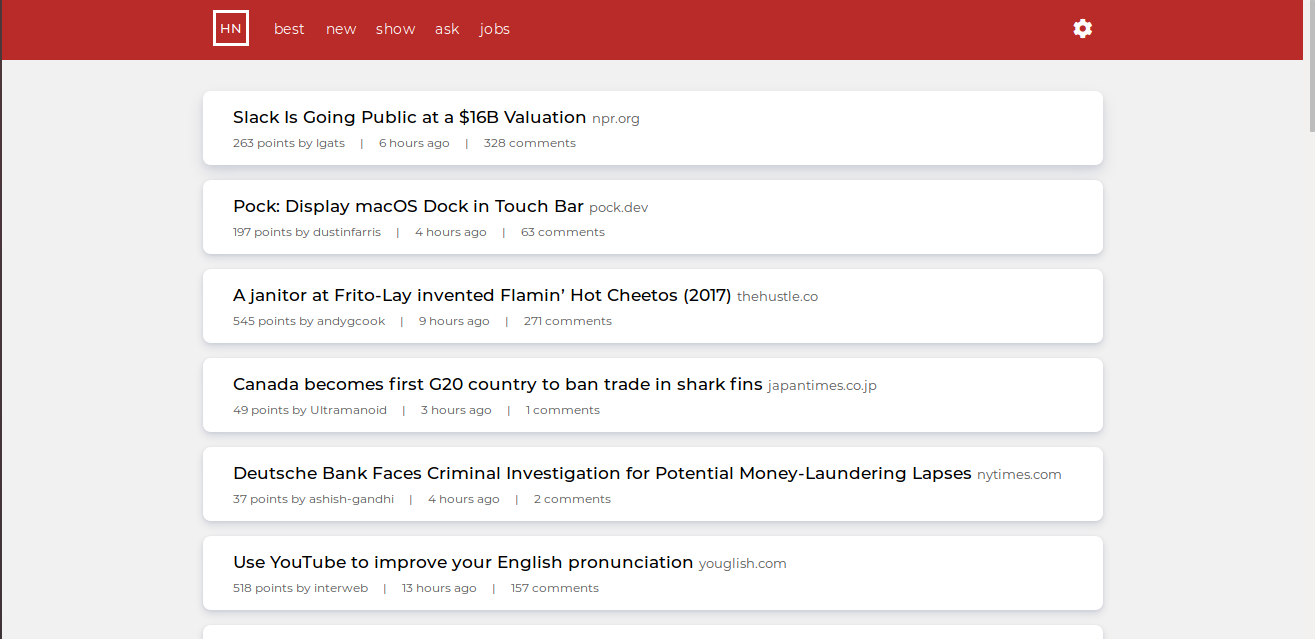 HN best new show ask jobs
Slack Is Going Public at a $16B Valuation npr.org
263 points by lgats | 6 hours ago | 328 comments
Pock: Display macOS Dock in Touch Bar pock.dev
197 points by dustinfarris | 4 hours ago | 63 comments
A janitor at Frito-Lay invented Flamin’ Hot Cheetos (2017) thehustle.co
545 points by andygcook | 9 hours ago | 271 comments
Canada becomes first G20 country to ban trade in shark fins japantimes.co.jp
49 points by Ultramanoid | 3 hours ago | 1 comments
Deutsche Bank Faces Criminal Investigation for Potential Money-Laundering Lapses nytimes.com
37 points by ashish-gandhi | 4 hours ago | 2 comments
Use YouTube to improve your English pronunciation youglish.com
518 points by interweb | 13 hours ago | 157 comments